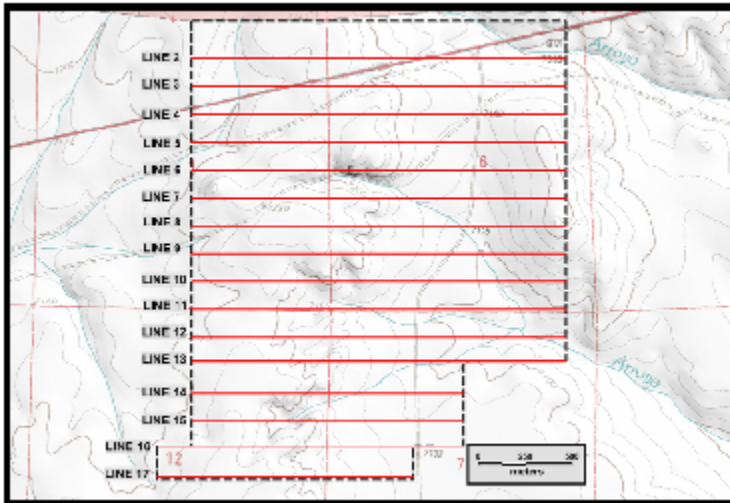 LINE 2
LINE 3
LINE 4
LINE 5
LINE 6
6
LINE 7
LINE 8
LINE 9
LINE 10
LINE 11
LINE 12
LINE 13
LINE 14
LINE 15
LINE 16
12
7
LINE 17
Arroyo
Arroyo
0
250
500
meters